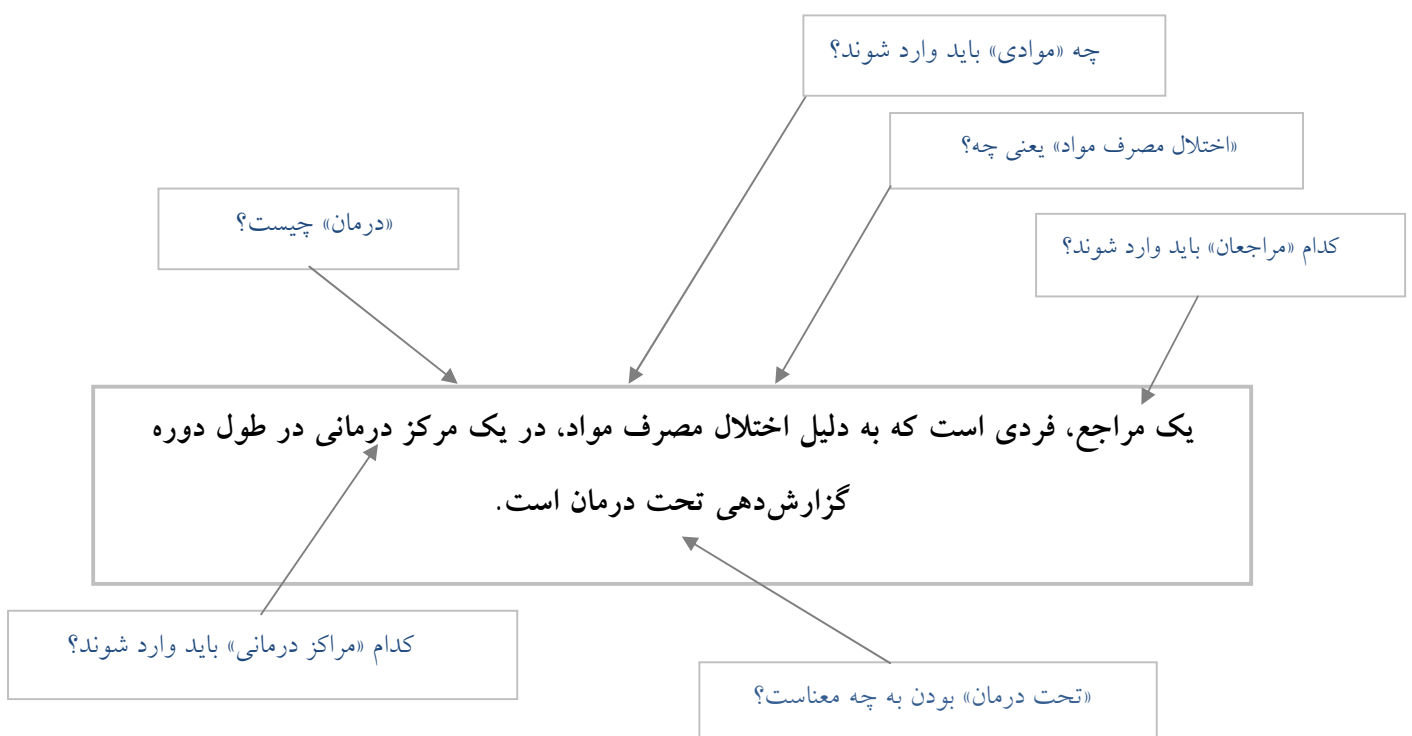 چه «موادی» باید وارد شوند؟
«اختلال مصرف مواد» یعنی چه؟
«درمان» چیست؟
کدام «مراجعان» باید وارد شوند؟
یک مراجع، فردی است که به دلیل اختلال مصرف مواد، در یک مرکز درمانی در طول دوره
گزارش‌دهی تحت درمان است.
کدام «مراکز درمانی» باید وارد شوند؟
«تحت درمان» بودن به چه معناست؟